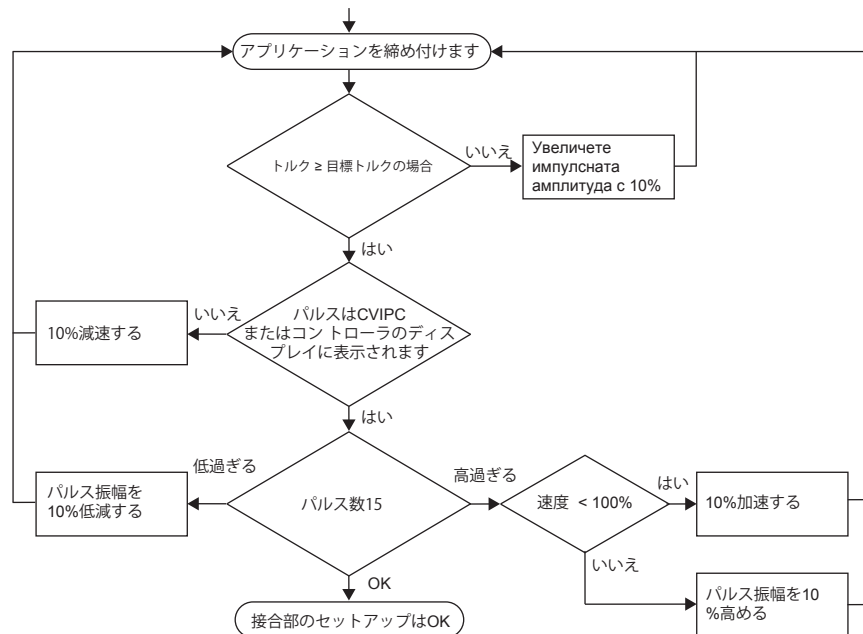 アプリケーションを締め付けます
トルク ≥ 目標トルクの場合
いいえ
Увеличете
импулсната
амплитуда с 10%
はい
パルスはCVIPC
またはコントローラのディス
プレイに表示されます
いいえ
10%減速する
はい
パルス数15
低過ぎる
パルス振幅を
10%低減する
高過ぎる
速度 < 100%
はい
10%加速する
いいえ
パルス振幅を10
%高める
OK
接合部のセットアップはOK